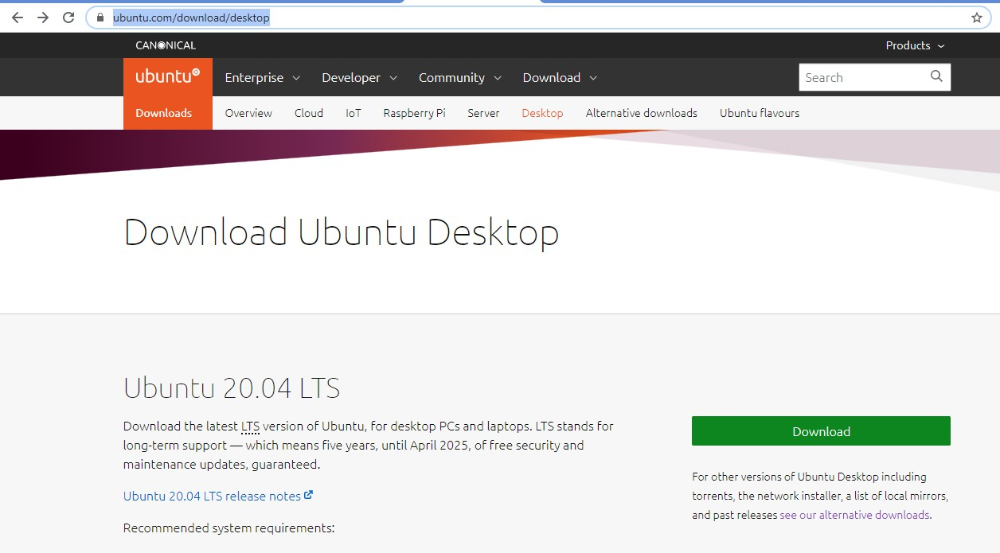 ubuntu.com/download/desktop
CANONICAL
Products
ubuntu
Enterprise
Developer
Community
Download
Search
Downloads
Overview
Cloud
IoT
Raspberry Pi
Server
Desktop
Alternative downloads
Ubuntu flavours
Download Ubuntu Desktop
Ubuntu 20.04 LTS
Download the latest LTS version of Ubuntu, for desktop PCs and laptops. LTS stands for
long-term support — which means five years, until April 2025, of free security and
maintenance updates, guaranteed.
Ubuntu 20.04 LTS release notes
Recommended system requirements:
Download
For other versions of Ubuntu Desktop including
torrents, the network installer, a list of local mirrors,
and past releases see our alternative downloads.